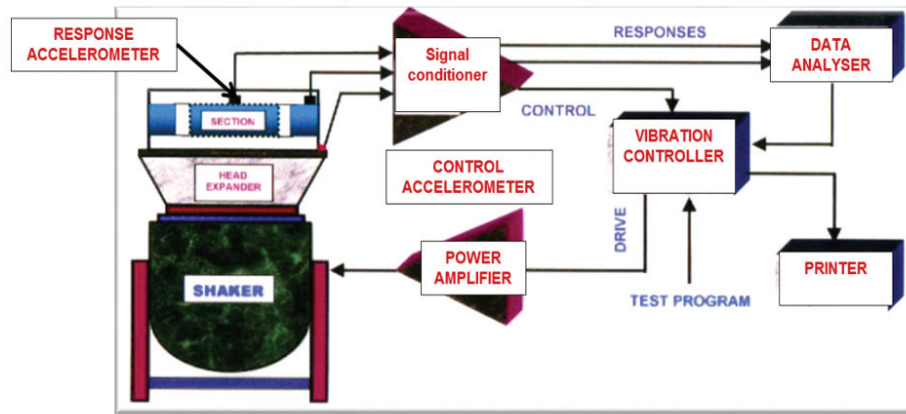 RESPONSE
ACCELEROMETER
Signal
conditioner
RESPONSES
DATA
ANALYSER
SECTION
CONTROL
VIBRATION
CONTROLLER
HEAD
EXPANDER
CONTROL
ACCELEROMETER
DRIVE
POWER
AMPLIFIER
SHAKER
TEST PROGRAM
PRINTER